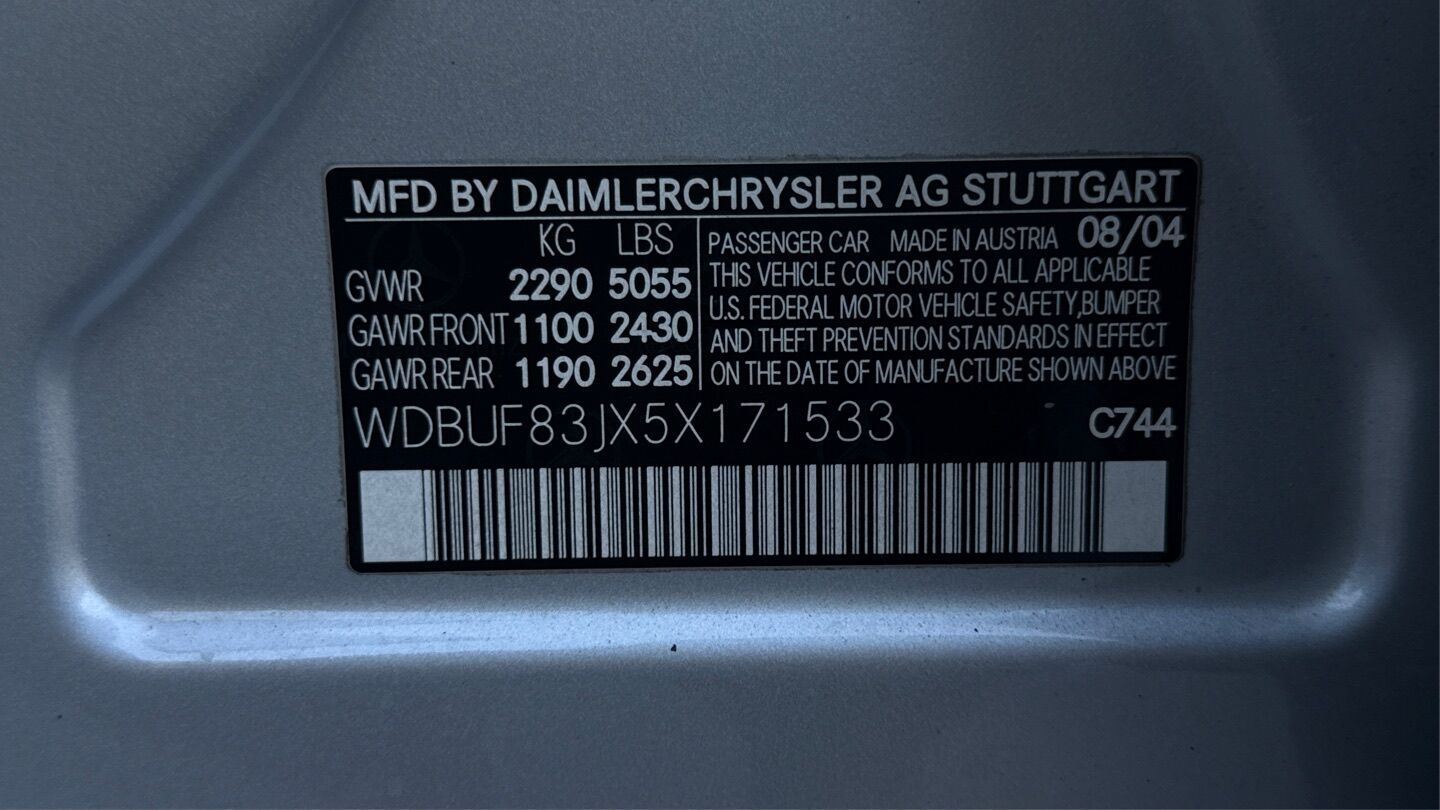 MFD BY DAIMLERCHRYSLER AG STUTTGART
KG LBS
GVWR 2290 5055
GAWR FRONT 1100 2430
GAWR REAR 1190 2625
PASSENGER CAR MADE IN AUSTRIA 08/04
THIS VEHICLE CONFORMS TO ALL APPLICABLE
U.S. FEDERAL MOTOR VEHICLE SAFETY,BUMPER
AND THEFT PREVENTION STANDARDS IN EFFECT
ON THE DATE OF MANUFACTURE SHOWN ABOVE
WDBUF83JX5X171533 C744